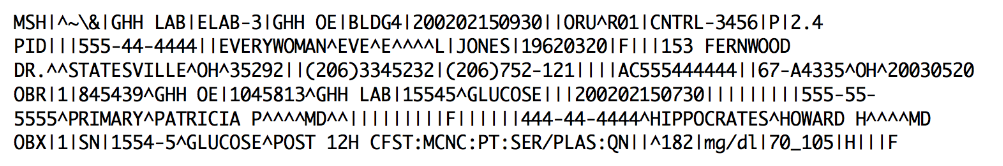 MSH|^~\&|GHH LAB|ELAB-3|GHH OE|BLDG4|200202150930||ORU^R01|CNTRL-3456|P|2.4
PID|||555-44-4444||EVERYWOMAN^EVE^E^^^^L|JONES|19620320|F|||153 FERNWOOD
DR.^^STATESVILLE^OH^35292||(206)3345232|(206)752-121||||AC555444444||67-A4335^OH^20030520
OBR|1|845439^GHH OE|1045813^GHH LAB|15545^GLUCOSE|||200202150730|||||||||555-55-
5555^PRIMARY^PATRICIA P^^^^MD^^|||||||||F||||||444-44-4444^HIPPOCRATES^HOWARD H^^^^MD
OBX|1|SN|1554-5^GLUCOSE^POST 12H CFST:MCNC:PT:SER/PLAS:QN||^182|mg/dl|70_105|H|||F